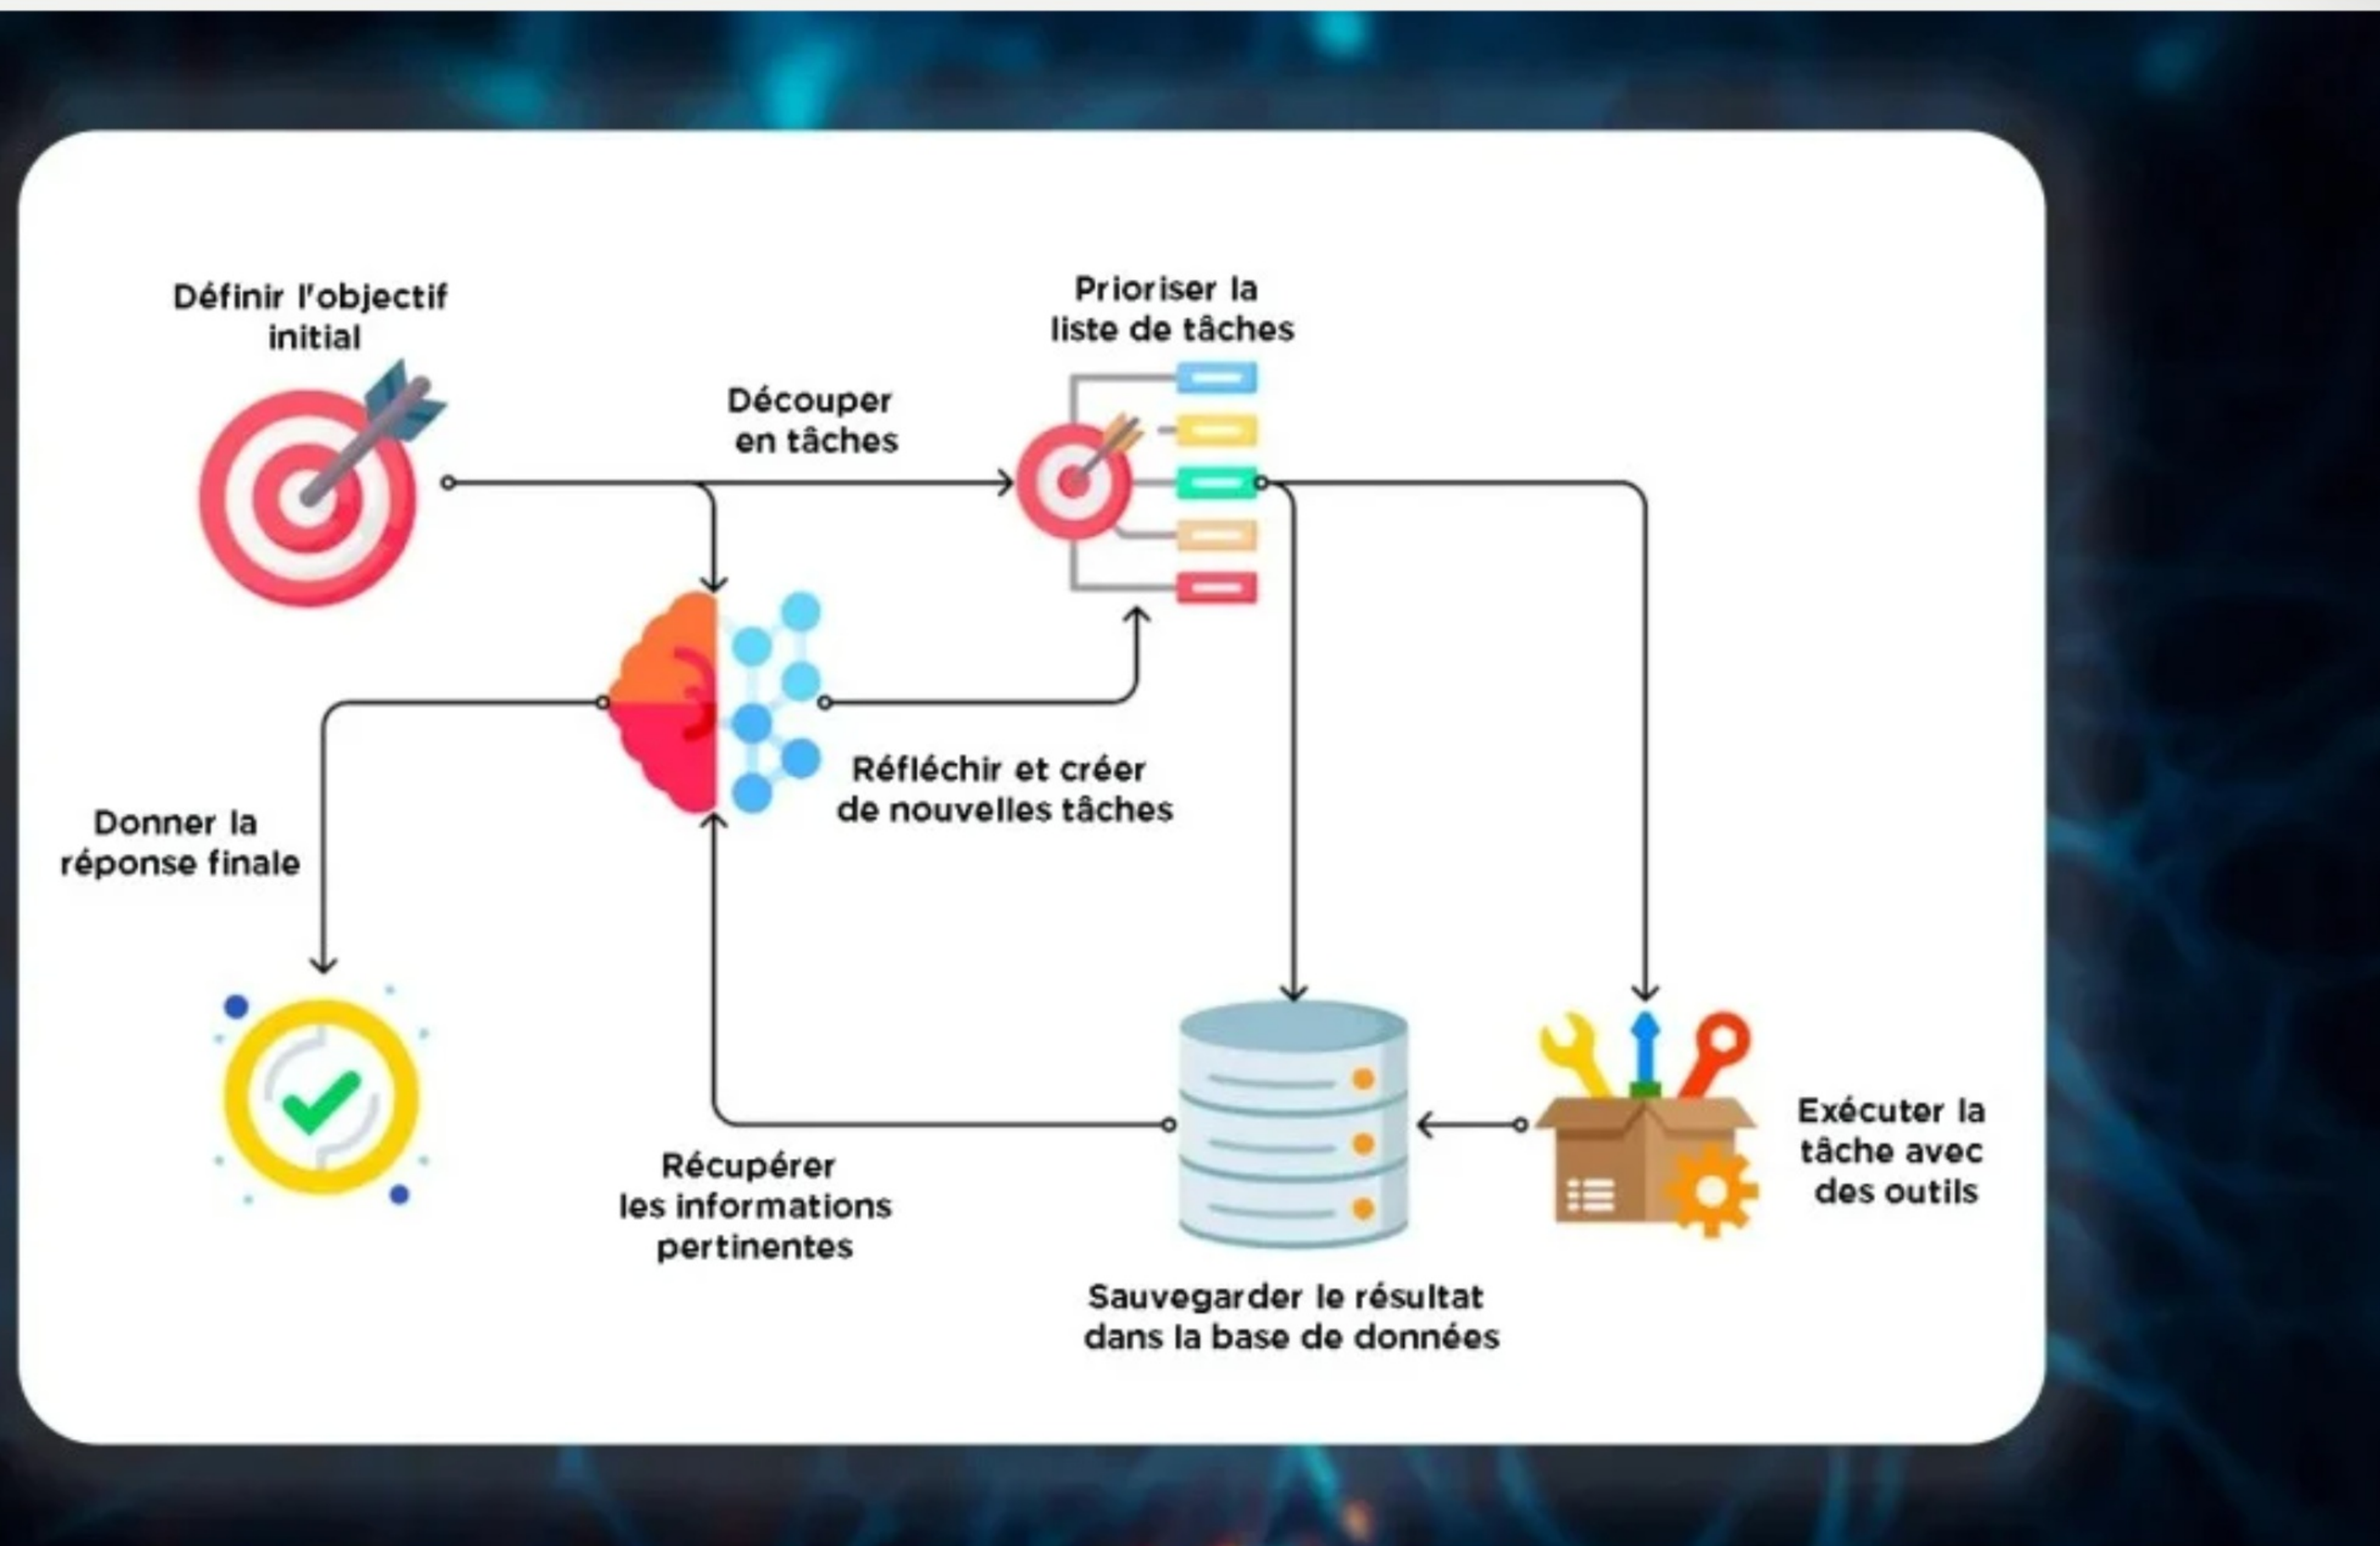 Définir l'objectif
initial
Prioriser la
liste de tâches
Découper
en tâches
Réfléchir et créer
de nouvelles tâches
Donner la
réponse finale
Récupérer
les informations
pertinentes
Exécuter la
tâche avec
des outils
Sauvegarder le résultat
dans la base de données